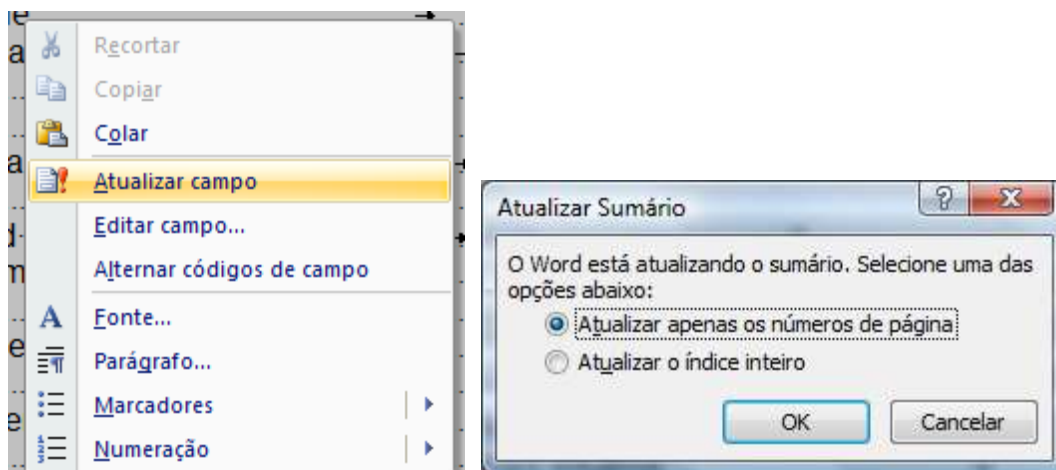 Recortar
Copiar
Colar
Atualizar campo
Editar campo...
Alternar códigos de campo
Fonte...
Parágrafo...
Marcadores
Numeração
Atualizar Sumário
O Word está atualizando o sumário. Selecione uma das
opções abaixo:
Atualizar apenas os números de página
Atualizar o índice inteiro
OK
Cancelar